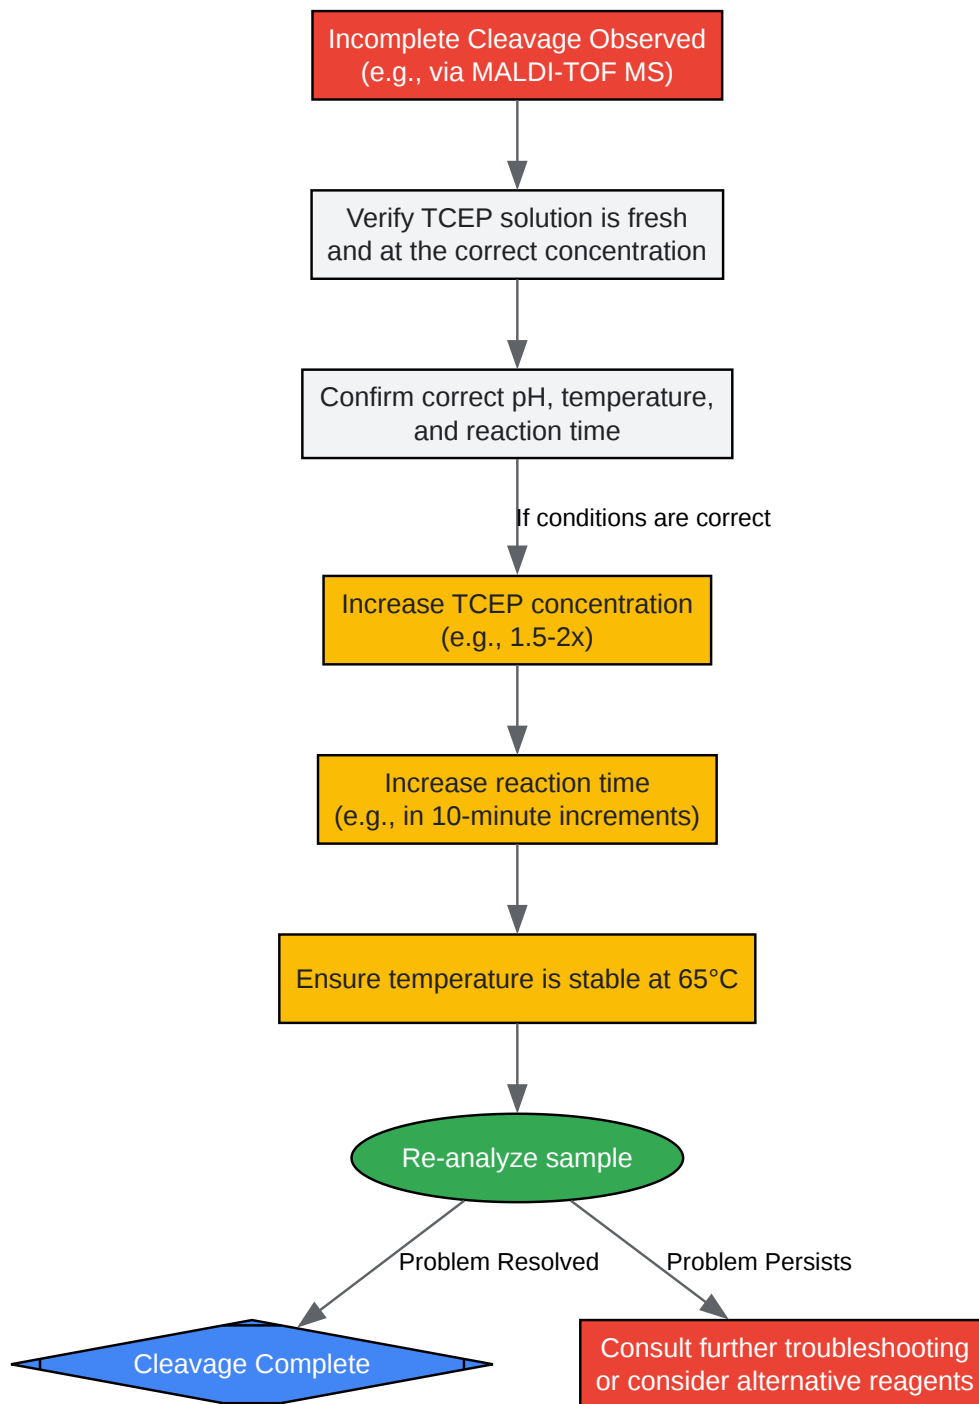 Incomplete Cleavage Observed
(e.g., via MALDI-TOF MS)
Verify TCEP solution is fresh
and at the correct concentration
Confirm correct pH, temperature,
and reaction time
If conditions are correct
Increase TCEP concentration
(e.g., 1.5-2x)
Increase reaction time
(e.g., in 10-minute increments)
Ensure temperature is stable at 65°C
Re-analyze sample
Problem Resolved
Problem Persists
Cleavage Complete
Consult further troubleshooting
or consider alternative reagents